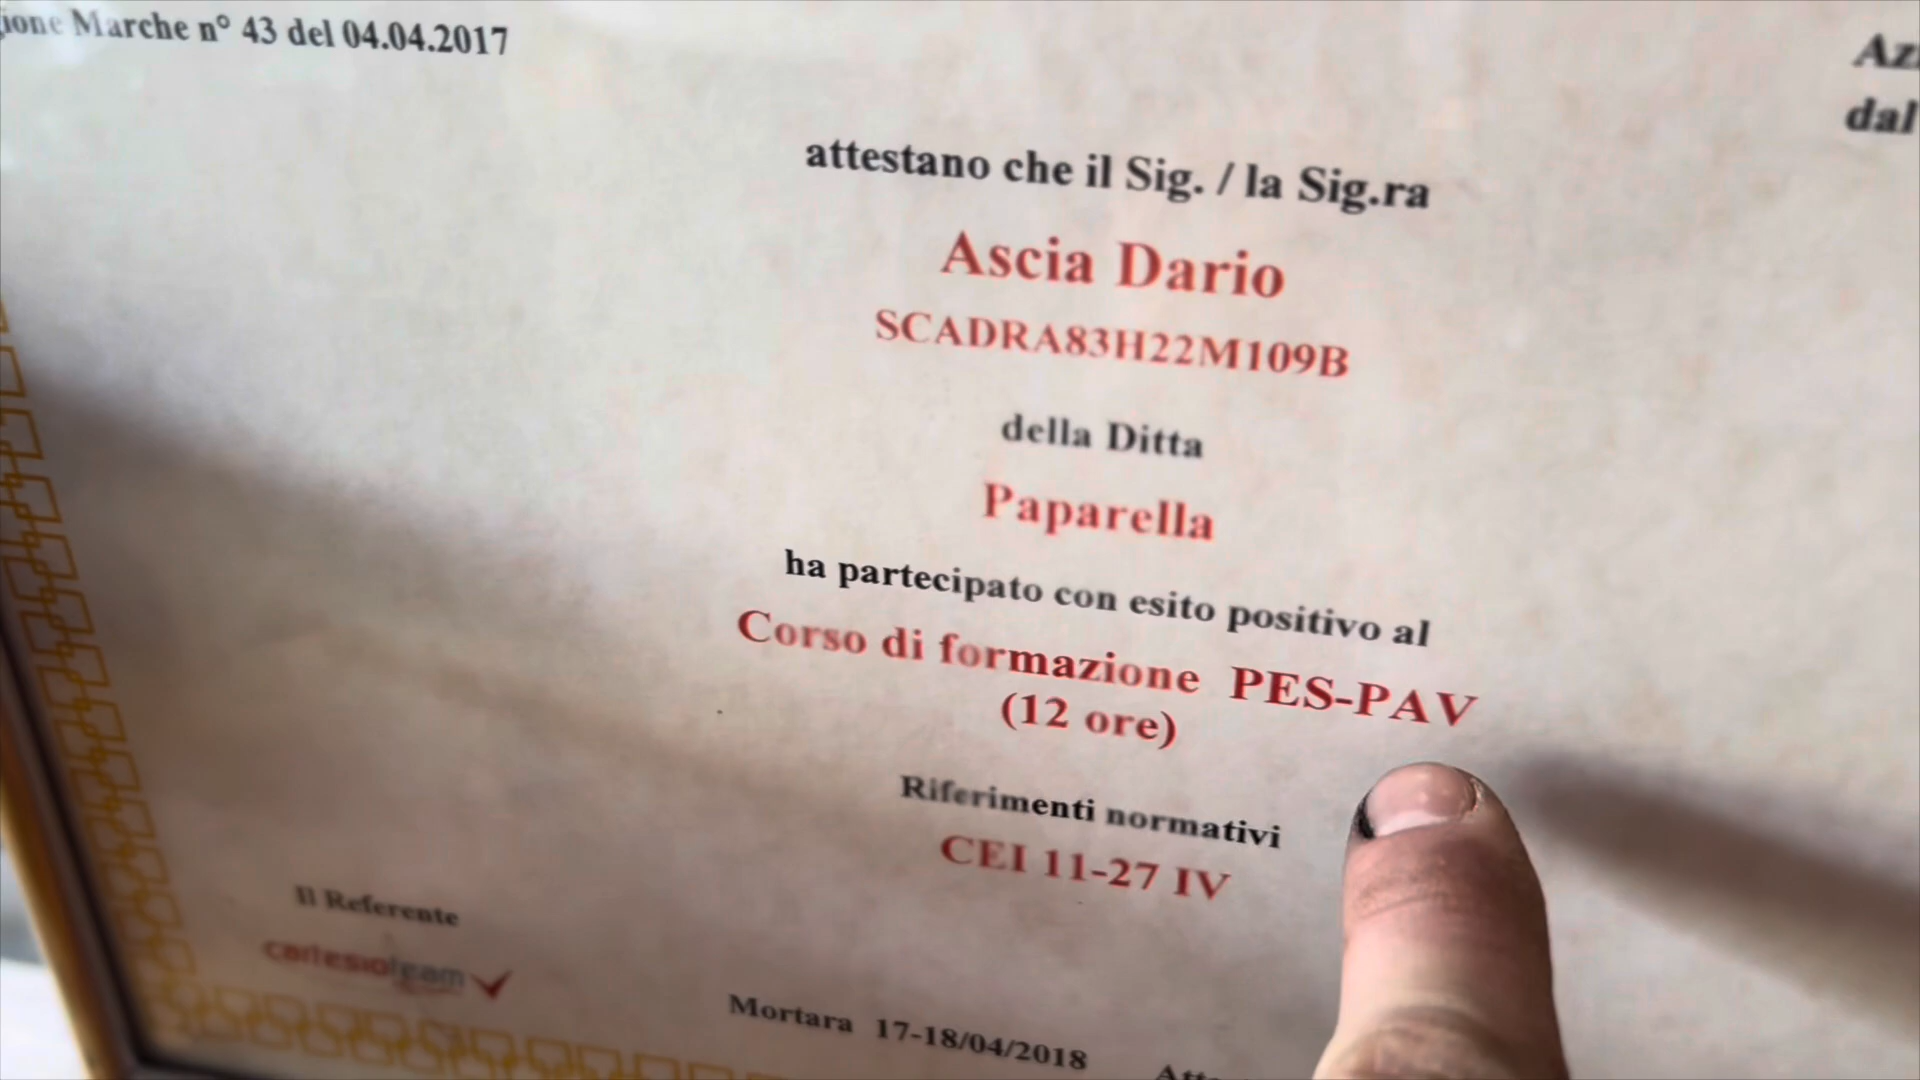 ione Marche n° 43 del 04.04.2017
Az
dal
attestano che il Sig. / la Sig.ra
Ascia Dario
SCADRA83H22M109B
della Ditta
Paparella
ha partecipato con esito positivo al
Corso di formazione PES-PAV
(12 ore)
Riferimenti normativi
CEI 11-27 IV
Il Referente
cartesioteam
Mortara 17-18/04/2018